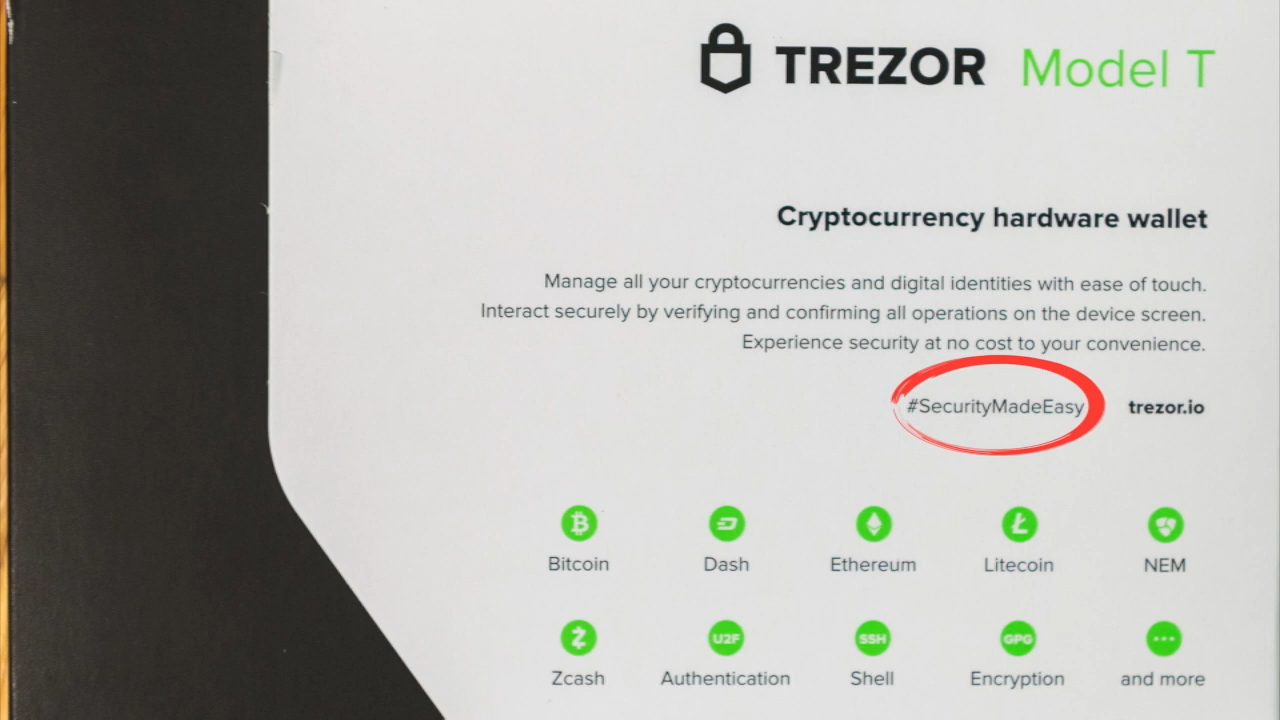 TREZOR Model T
Cryptocurrency hardware wallet
Manage all your cryptocurrencies and digital identities with ease of touch.
Interact securely by verifying and confirming all operations on the device screen.
Experience security at no cost to your convenience.
#SecurityMadeEasy trezor.io
Bitcoin Dash Ethereum Litecoin NEM
U2F SSH GPG
Zcash Authentication Shell Encryption and more